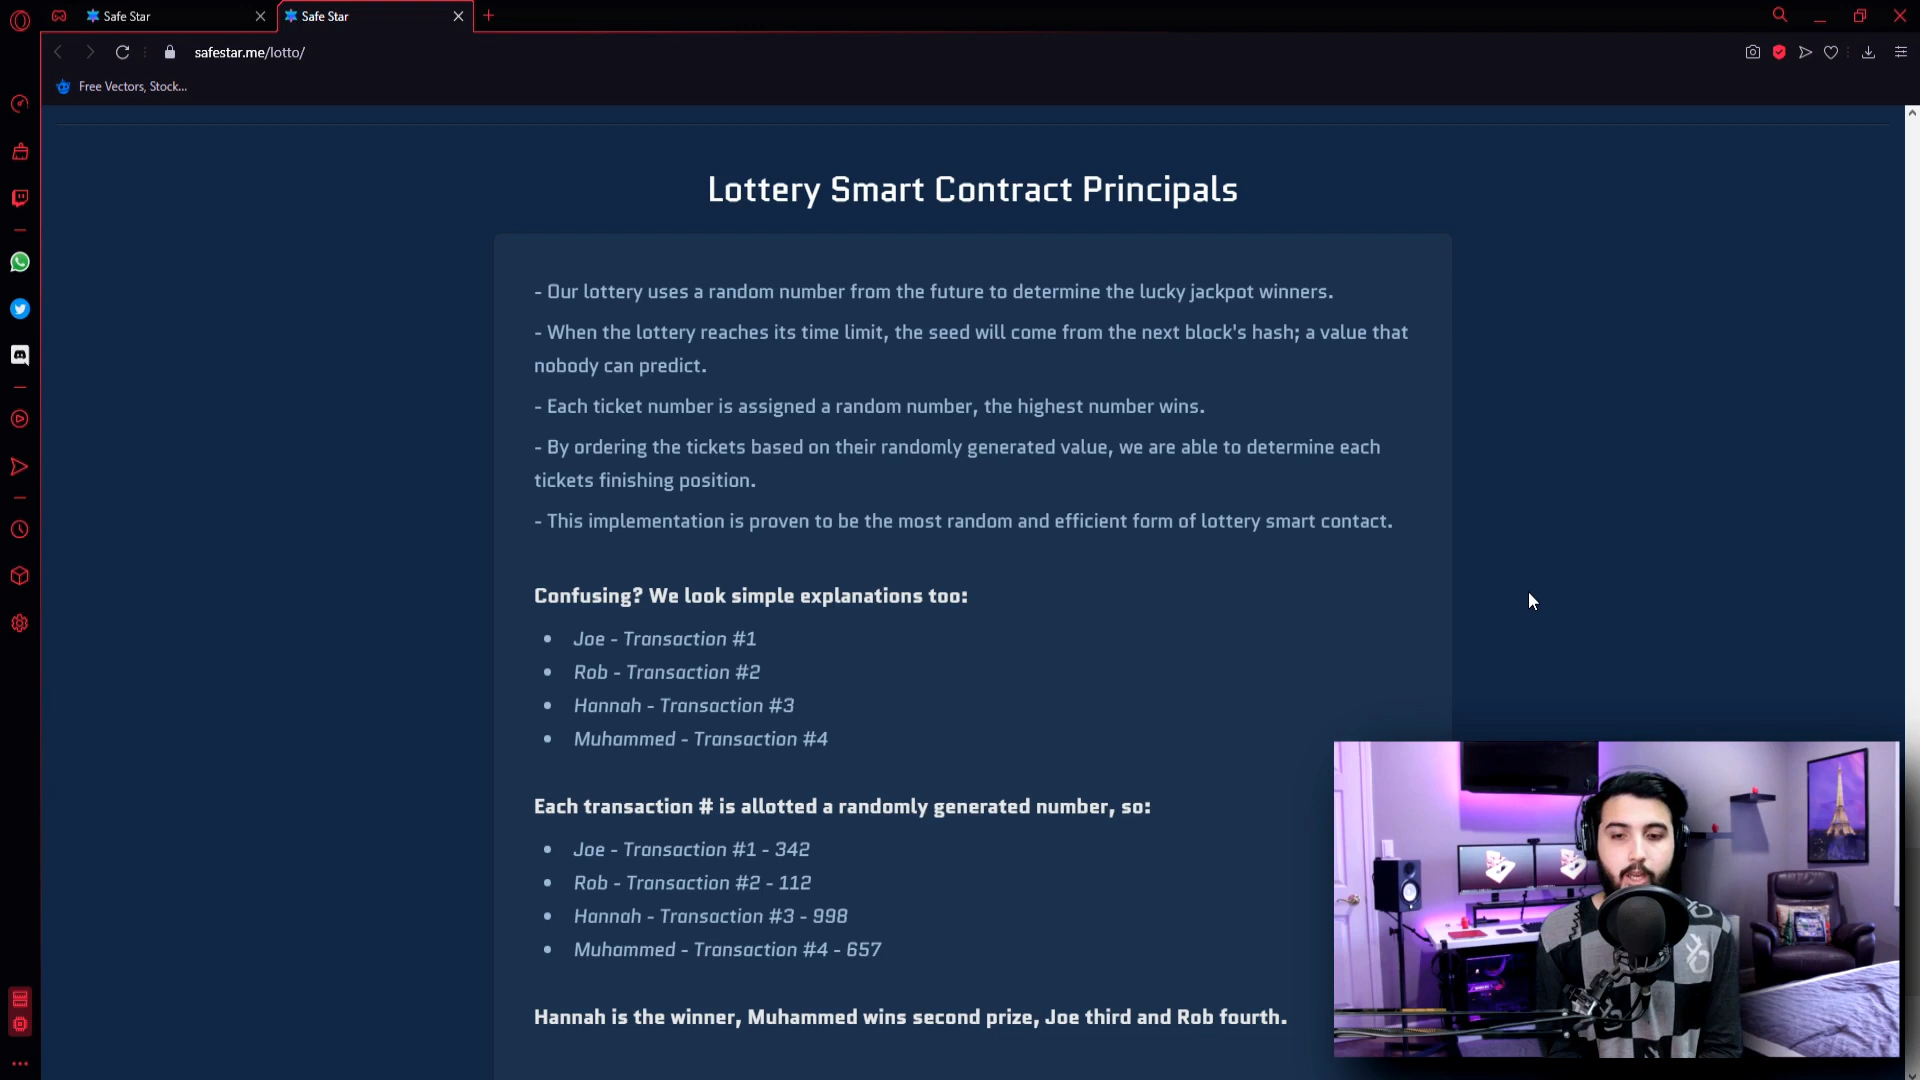 Safe Star
Safe Star
safestar.me/lotto/
Free Vectors, Stock...
Lottery Smart Contract Principals
- Our lottery uses a random number from the future to determine the lucky jackpot winners.
- When the lottery reaches its time limit, the seed will come from the next block's hash; a value that
nobody can predict.
- Each ticket number is assigned a random number, the highest number wins.
- By ordering the tickets based on their randomly generated value, we are able to determine each
tickets finishing position.
- This implementation is proven to be the most random and efficient form of lottery smart contact.
Confusing? We look simple explanations too:
• Joe - Transaction #1
• Rob - Transaction #2
• Hannah - Transaction #3
• Muhammed - Transaction #4
Each transaction # is allotted a randomly generated number, so:
• Joe - Transaction #1 - 342
• Rob - Transaction #2 - 112
• Hannah - Transaction #3 - 998
• Muhammed - Transaction #4 - 657
Hannah is the winner, Muhammed wins second prize, Joe third and Rob fourth.